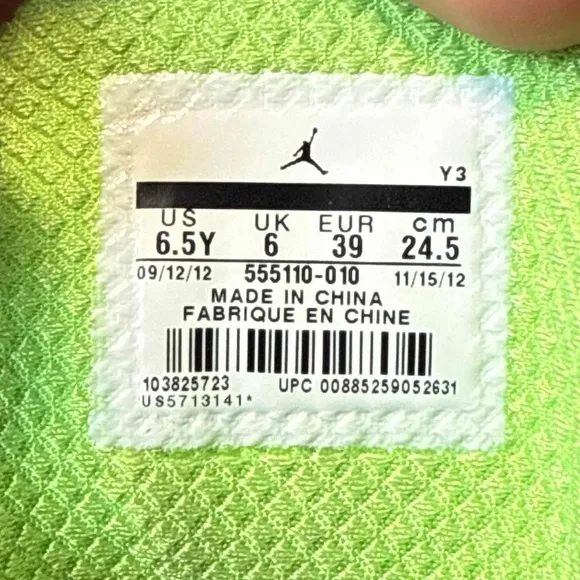 Y3
US UK EUR cm
6.5Y 6 39 24.5
09/12/12 555110-010 11/15/12
MADE IN CHINA
FABRIQUE EN CHINE
103825723 UPC 00885259052631
US5713141*